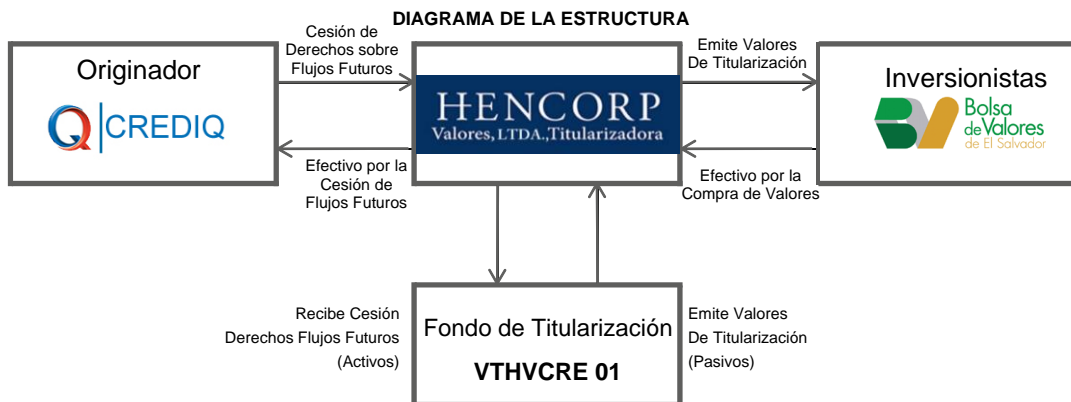 DIAGRAMA DE LA ESTRUCTURA
Originador
Q CREDIQ
Cesión de
Derechos sobre
Flujos Futuros
Efectivo por la
Cesión de
Flujos Futuros
HENCORP
Valores, LTDA., Titularizadora
Emite Valores
De Titularización
Efectivo por la
Compra de Valores
Inversionistas
Bolsa
de Valores
de El Salvador
Recibe Cesión
Derechos Flujos Futuros
(Activos)
Fondo de Titularización
VTHVCRE 01
Emite Valores
De Titularización
(Pasivos)